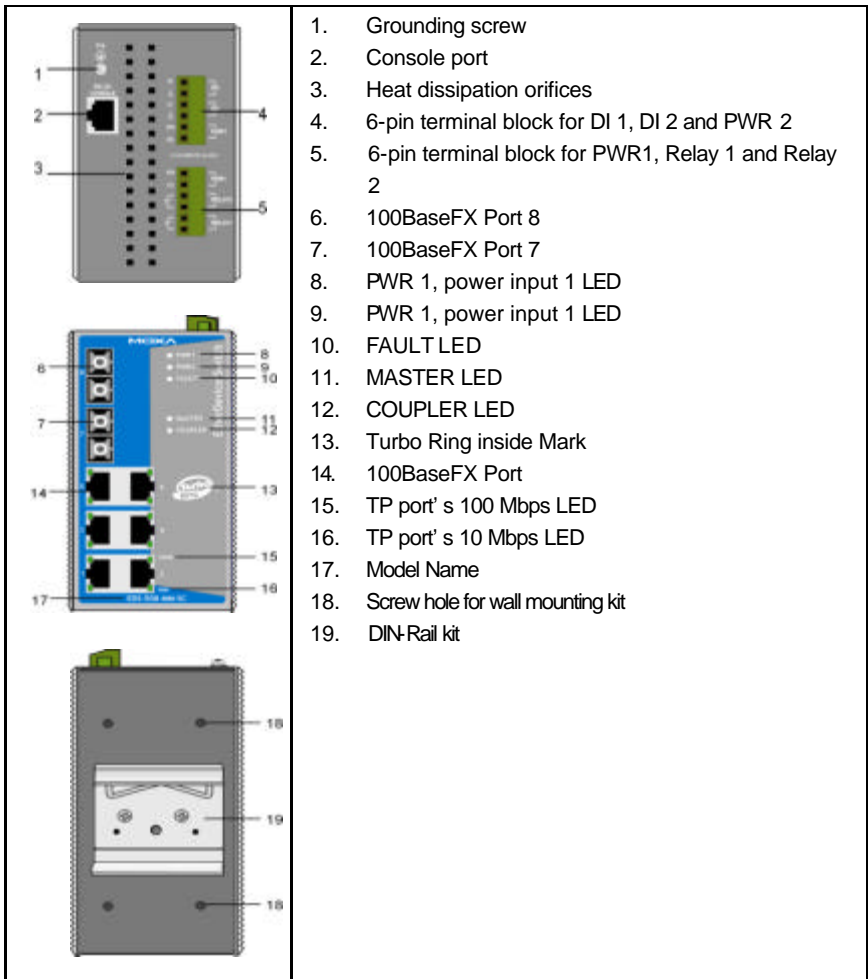 1. Grounding screw
2. Console port
3. Heat dissipation orifices
4. 6-pin terminal block for DI 1, DI 2 and PWR 2
5. 6-pin terminal block for PWR1, Relay 1 and Relay
2
6. 100BaseFX Port 8
7. 100BaseFX Port 7
8. PWR 1, power input 1 LED
9. PWR 1, power input 1 LED
10. FAULT LED
11. MASTER LED
12. COUPLER LED
13. Turbo Ring inside Mark
14. 100BaseFX Port
15. TP port’ s 100 Mbps LED
16. TP port’ s 10 Mbps LED
17. Model Name
18. Screw hole for wall mounting kit
19. DIN-Rail kit
1
2
3
4
5
MOXA
6
7
8
9
10
MASTER
11
COUPLER
12
13
14
15
16
17
18
19
18